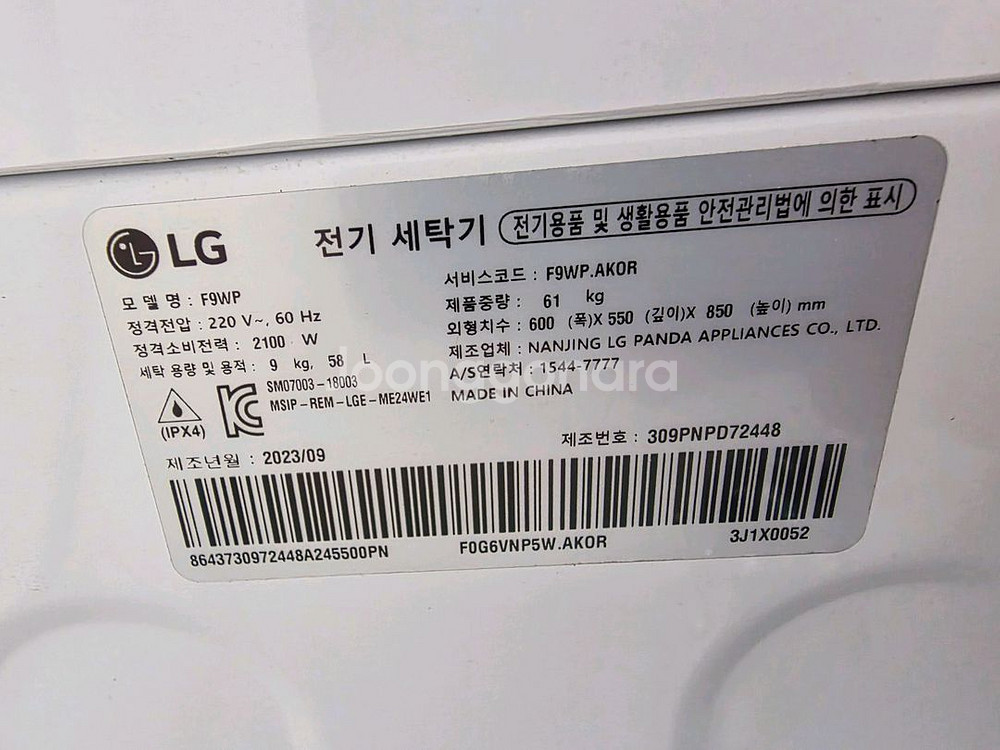 LG 전기 세탁기 전기용품 및 생활용품 안전관리법에 의한 표시
모 델 명 : F9WP
정격전압 : 220 V~, 60 Hz
정격소비전력 : 2100 W
세탁 용량 및 용적 : 9 kg, 58 L
서비스코드 : F9WP.AKOR
제품중량 : 61 kg
외형치수 : 600 (폭)X 550 (깊이)X 850 (높이) mm
제조업체 : NANJING LG PANDA APPLIANCES CO., LTD.
A/S연락처 : 1544-7777
MADE IN CHINA
SM07003-18003
MSIP-REM-LGE-ME24WE1
(IPX4)
제조년월 : 2023/09
제조번호 : 309PNPD72448
8643730972448A245500PN F0G6VNP5W.AKOR 3J1X0052